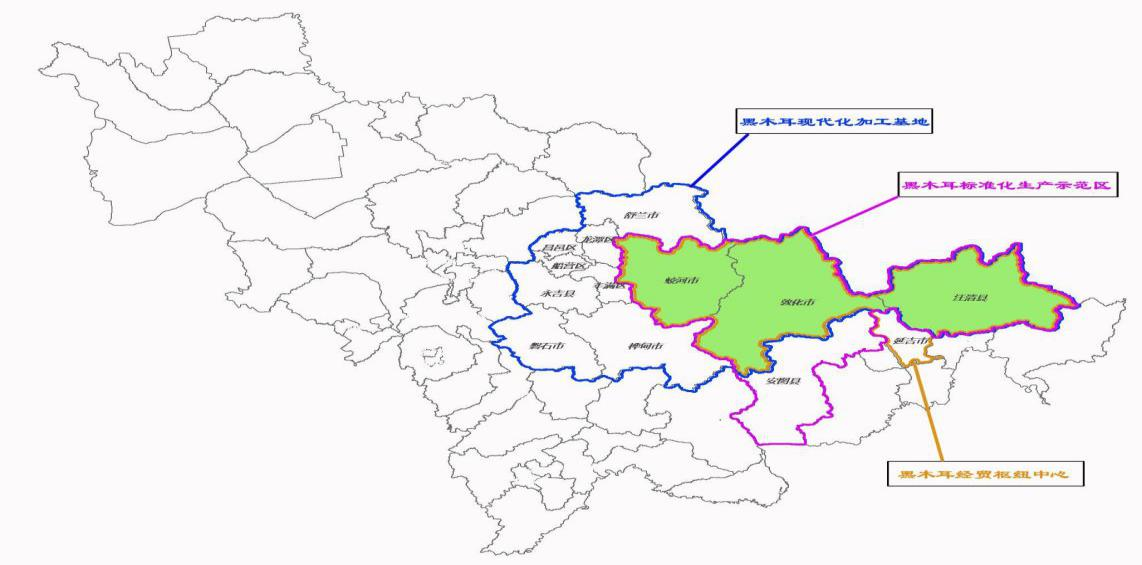 黑木耳现代化加工基地
黑木耳标准化生产示范区
舒兰市
龙潭区
昌邑区
船营区
丰满区
永吉县
蛟河市
敦化市
汪清县
磐石市
桦甸市
延吉市
安图县
黑木耳经贸枢纽中心